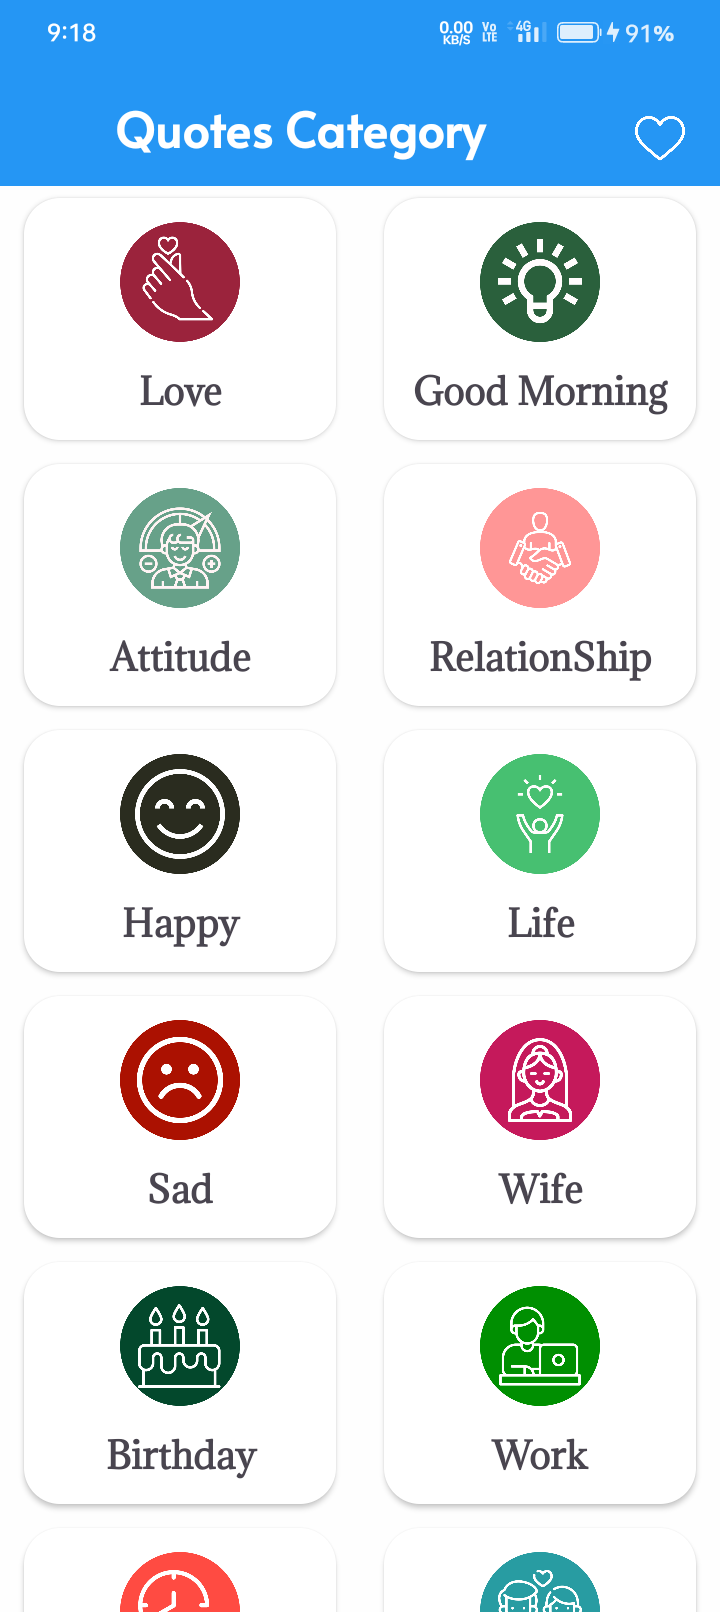 9:18
0.00 KB/S Vo LTE 4G 91%
Quotes Category
Love
Good Morning
Attitude
RelationShip
Happy
Life
Sad
Wife
Birthday
Work